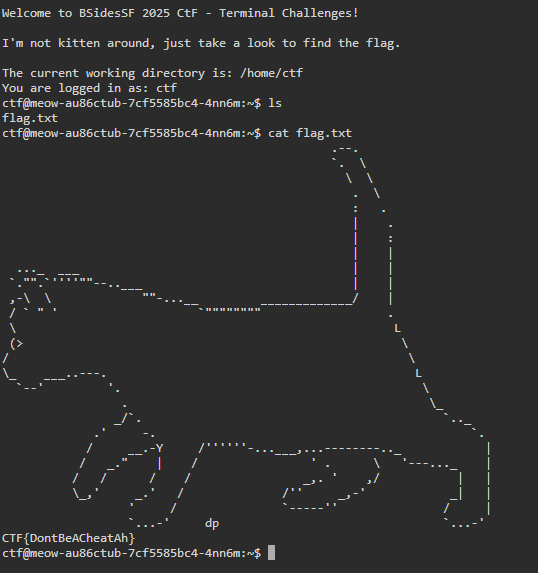 Welcome to BSidesSF 2025 CtF - Terminal Challenges!
I'm not kitten around, just take a look to find the flag.
The current working directory is: /home/ctf
You are logged in as: ctf
ctf@meow-au86ctub-7cf5585bc4-4nn6m:~$ ls
flag.txt
ctf@meow-au86ctub-7cf5585bc4-4nn6m:~$ cat flag.txt
dp
CTF{DontBeACheatAh}
ctf@meow-au86ctub-7cf5585bc4-4nn6m:~$